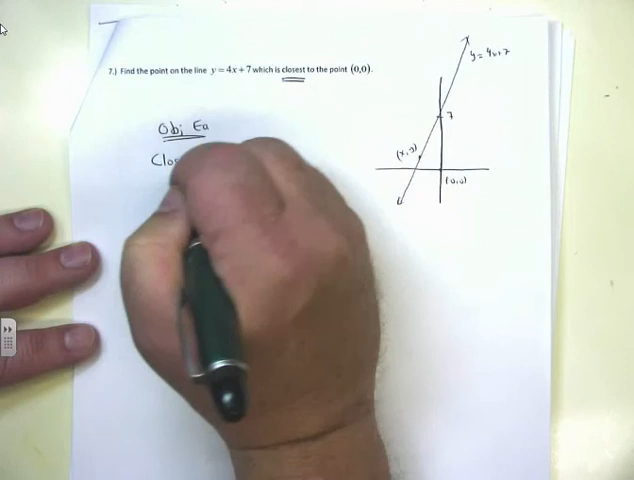 7.) Find the point on the line y = 4x + 7 which is closest to the point (0,0).
y = 4x+7
Obj Eq
7
Clos
(x,y)
(0,0)